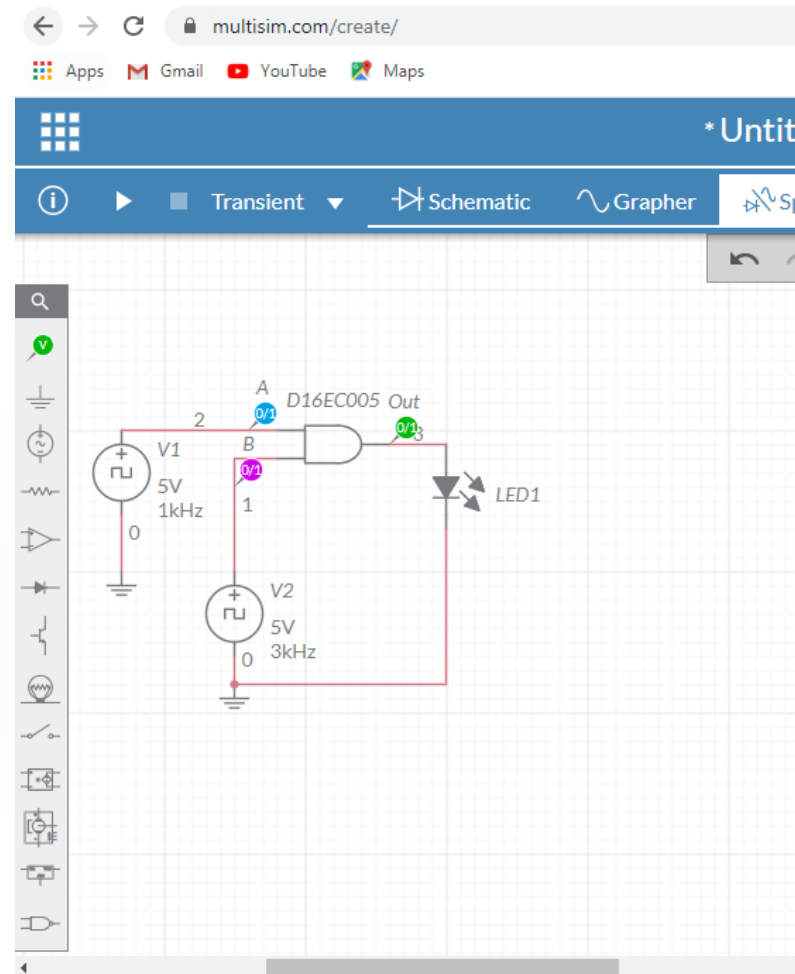 multisim.com/create/
Apps Gmail YouTube Maps
* Untit
Transient Schematic Grapher Sp
V
A
D16EC005 Out
2 0/1 0/1 3
V1 B
0/1
5V
1kHz 1
0
V2
5V
3kHz
0
LED1